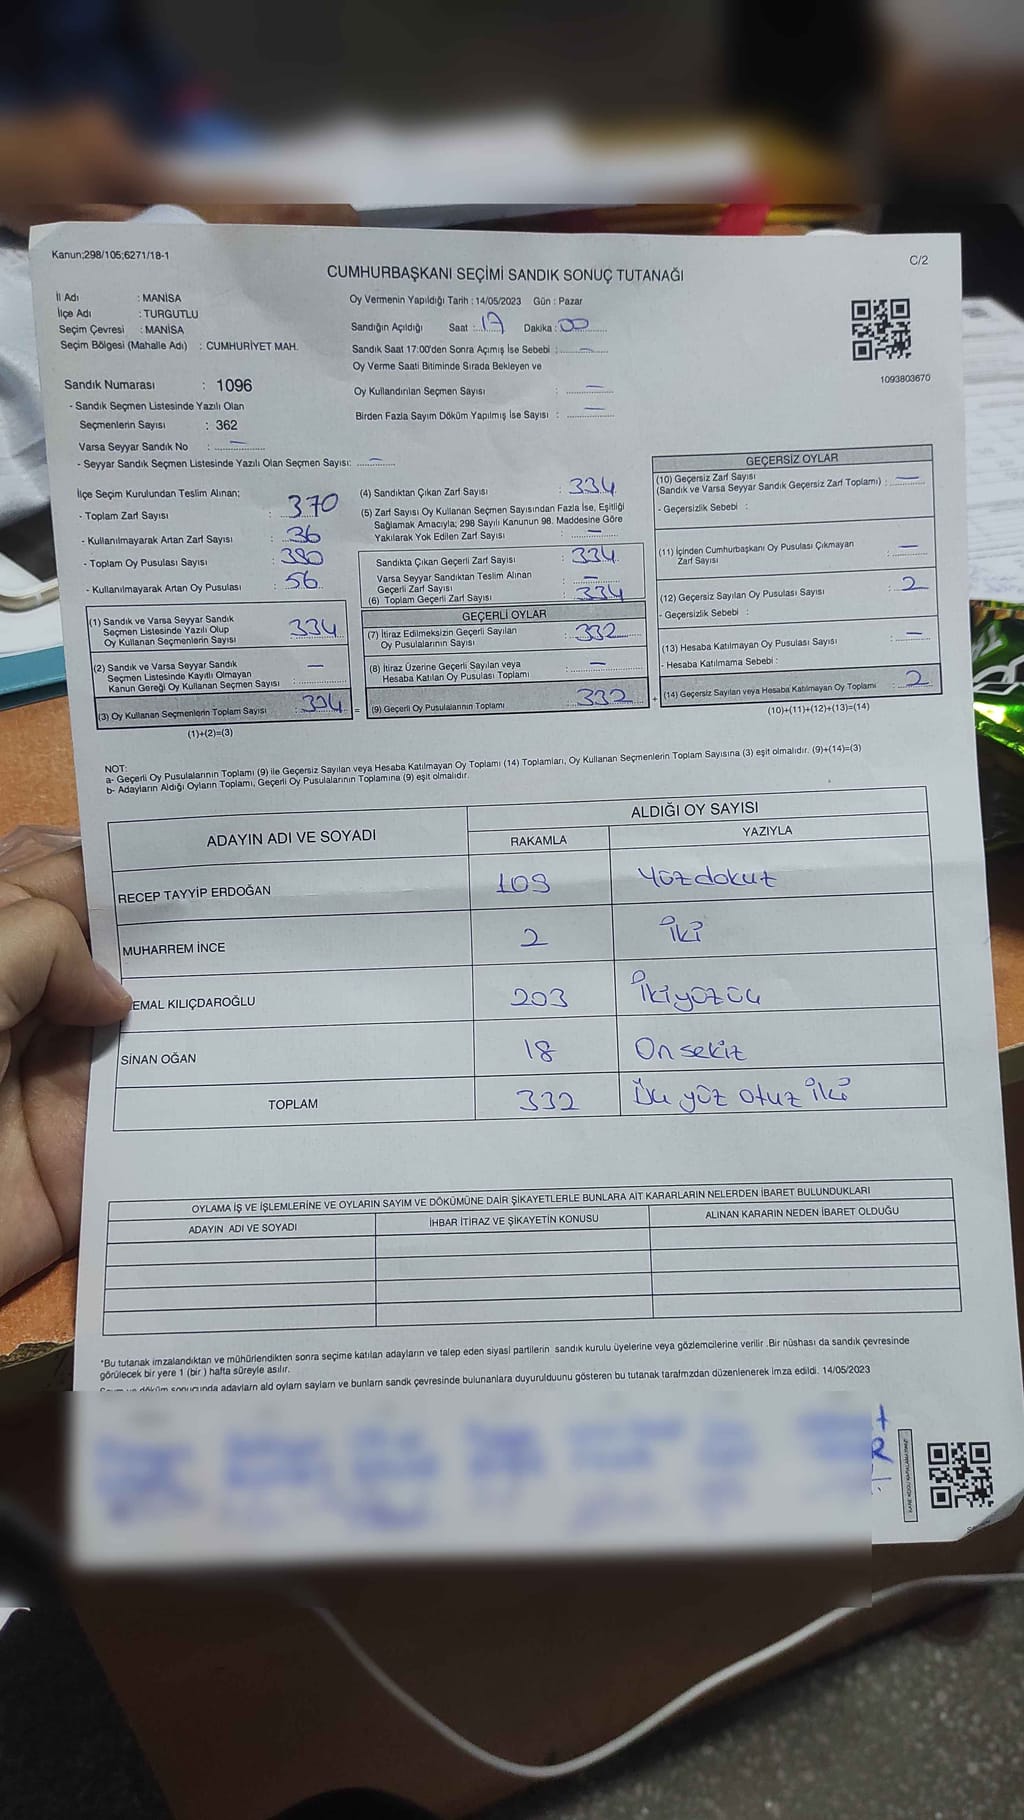 Kanun;298/105;6271/18-1
C/2
CUMHURBAŞKANI SEÇİMİ SANDIK SONUÇ TUTANAĞI
İl Adı : MANİSA
İlçe Adı : TURGUTLU
Seçim Çevresi : MANİSA
Seçim Bölgesi (Mahalle Adı) : CUMHURİYET MAH.
Oy Vermenin Yapıldığı Tarih : 14/05/2023 Gün : Pazar
Sandığın Açıldığı Saat : 17 Dakika : 00
Sandık Saat 17:00'den Sonra Açımış İse Sebebi : —
Oy Verme Saati Bitiminde Sırada Bekleyen ve
Oy Kullandırılan Seçmen Sayısı : —
Birden Fazla Sayım Döküm Yapılmış İse Sayısı : —
1093803670
Sandık Numarası : 1096
- Sandık Seçmen Listesinde Yazılı Olan
Seçmenlerin Sayısı : 362
Varsa Seyyar Sandık No : —
- Seyyar Sandık Seçmen Listesinde Yazılı Olan Seçmen Sayısı: —
İlçe Seçim Kurulundan Teslim Alınan;
- Toplam Zarf Sayısı : 370
- Kullanılmayarak Artan Zarf Sayısı : 36
- Toplam Oy Pusulası Sayısı : 390
- Kullanılmayarak Artan Oy Pusulası : 56
(1) Sandık ve Varsa Seyyar Sandık
Seçmen Listesinde Yazılı Olup
Oy Kullanan Seçmenlerin Sayısı : 334
(2) Sandık ve Varsa Seyyar Sandık
Seçmen Listesinde Kayıtlı Olmayan
Kanun Gereği Oy Kullanan Seçmen Sayısı : —
(3) Oy Kullanan Seçmenlerin Toplam Sayısı : 334 =
(1)+(2)=(3)
(4) Sandıktan Çıkan Zarf Sayısı : 334
(5) Zarf Sayısı Oy Kullanan Seçmen Sayısından Fazla İse, Eşitliği
Sağlamak Amacıyla; 298 Sayılı Kanunun 98. Maddesine Göre
Yakılarak Yok Edilen Zarf Sayısı : —
Sandıkta Çıkan Geçerli Zarf Sayısı : 334
Varsa Seyyar Sandıktan Teslim Alınan
Geçerli Zarf Sayısı : —
(6) Toplam Geçerli Zarf Sayısı : 334
GEÇERLİ OYLAR
(7) İtiraz Edilmeksizin Geçerli Sayılan
Oy Pusulalarının Sayısı : 332
(8) İtiraz Üzerine Geçerli Sayılan veya
Hesaba Katılan Oy Pusulası Toplamı : —
(9) Geçerli Oy Pusulalarının Toplamı : 332 +
GEÇERSİZ OYLAR
(10) Geçersiz Zarf Sayısı
(Sandık ve Varsa Seyyar Sandık Geçersiz Zarf Toplamı) : —
- Geçersizlik Sebebi :
(11) İçinden Cumhurbaşkanı Oy Pusulası Çıkmayan
Zarf Sayısı : —
(12) Geçersiz Sayılan Oy Pusulası Sayısı : 2
- Geçersizlik Sebebi :
(13) Hesaba Katılmayan Oy Pusulası Sayısı : —
- Hesaba Katılmama Sebebi :
(14) Geçersiz Sayılan veya Hesaba Katılmayan Oy Toplamı : 2
(10)+(11)+(12)+(13)=(14)
NOT:
a- Geçerli Oy Pusulalarının Toplamı (9) ile Geçersiz Sayılan veya Hesaba Katılmayan Oy Toplamı (14) Toplamları, Oy Kullanan Seçmenlerin Toplam Sayısına (3) eşit olmalıdır. (9)+(14)=(3)
b- Adayların Aldığı Oyların Toplamı, Geçerli Oy Pusulalarının Toplamına (9) eşit olmalıdır.
ADAYIN ADI VE SOYADI
ALDIĞI OY SAYISI
RAKAMLA YAZIYLA
RECEP TAYYİP ERDOĞAN 109 Yüzdokuz
MUHARREM İNCE 2 İki
EMAL KILIÇDAROĞLU 203 İkiyüzüç
SİNAN OĞAN 18 On sekiz
TOPLAM 332 Üç yüz otuz iki
OYLAMA İŞ VE İŞLEMLERİNE VE OYLARIN SAYIM VE DÖKÜMÜNE DAİR ŞİKAYETLERLE BUNLARA AİT KARARLARIN NELERDEN İBARET BULUNDUKLARI
ADAYIN ADI VE SOYADI İHBAR İTİRAZ VE ŞİKAYETİN KONUSU ALINAN KARARIN NEDEN İBARET OLDUĞU
*Bu tutanak imzalandıktan ve mühürlendikten sonra seçime katılan adayların ve talep eden siyasi partilerin sandık kurulu üyelerine veya gözlemcilerine verilir .Bir nüshası da sandık çevresinde
görülecek bir yere 1 (bir ) hafta süreyle asılır.
adayların ald oylam saylam ve bunlarn sandk çevresinde bulunanlara duyurulduunu gösteren bu tutanak tarafmzdan düzenlenerek imza edildi. 14/05/2023